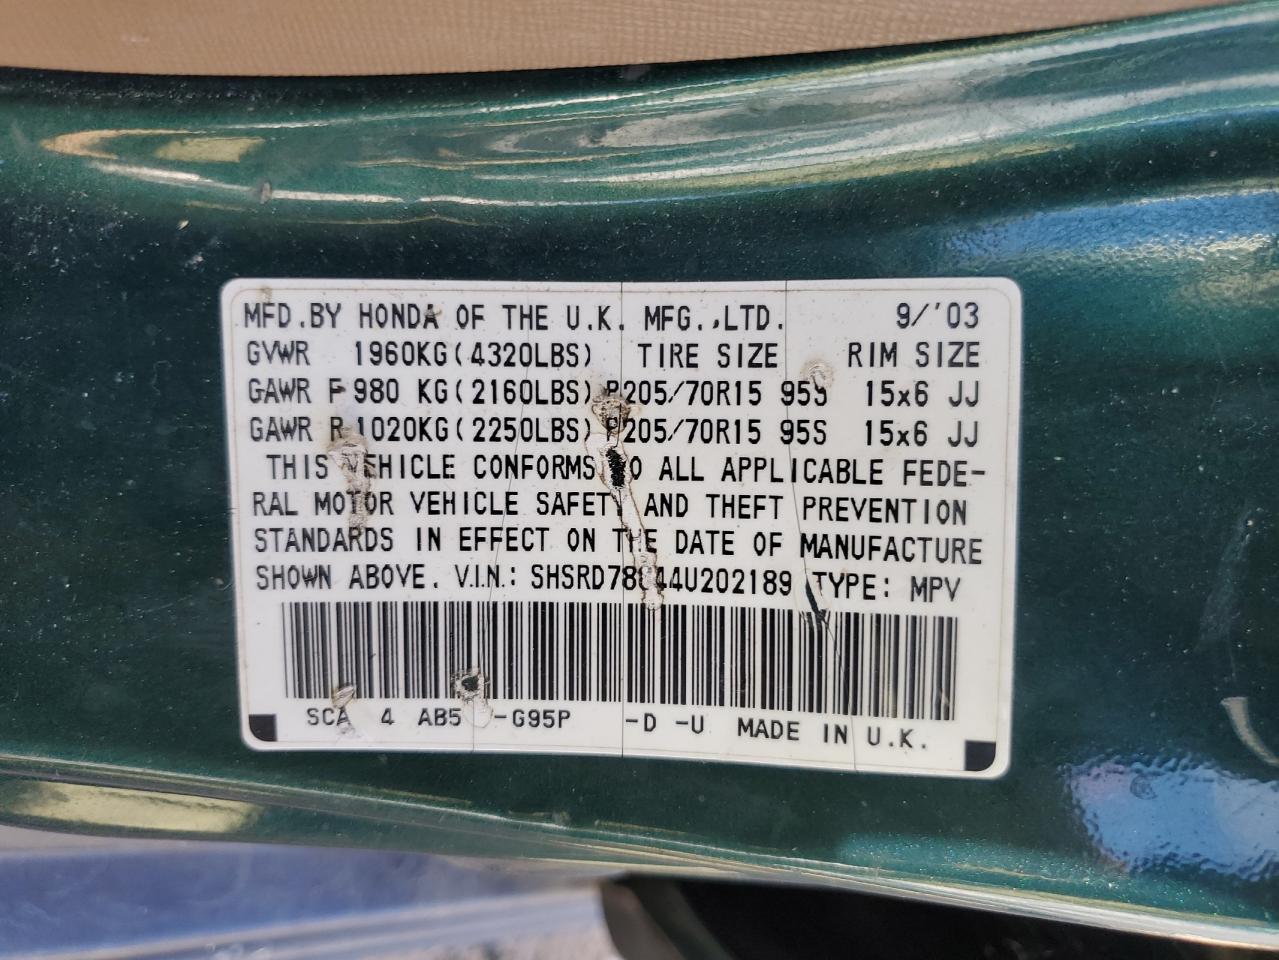 MFD.BY HONDA OF THE U.K. MFG.,LTD. 9/'03
GVWR 1960KG(4320LBS) TIRE SIZE RIM SIZE
GAWR F 980 KG(2160LBS) P205/70R15 95S 15x6 JJ
GAWR R 1020KG(2250LBS) P205/70R15 95S 15x6 JJ
THIS VEHICLE CONFORMS TO ALL APPLICABLE FEDE-
RAL MOTOR VEHICLE SAFETY AND THEFT PREVENTION
STANDARDS IN EFFECT ON THE DATE OF MANUFACTURE
SHOWN ABOVE. V.I.N.: TYPE: MPV
SCA 4 AB5 -G95P -D -U MADE IN U.K.